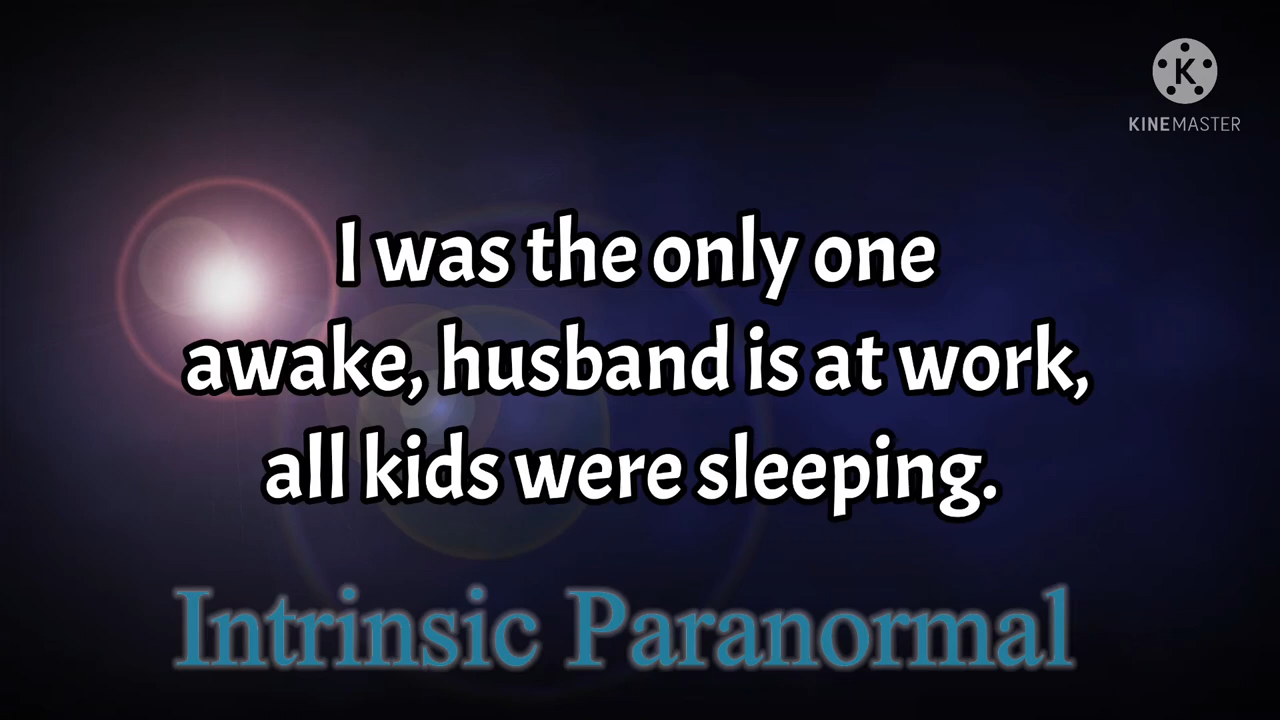 KINEMASTER
I was the only one
awake, husband is at work,
all kids were sleeping.
Intrinsic Paranormal